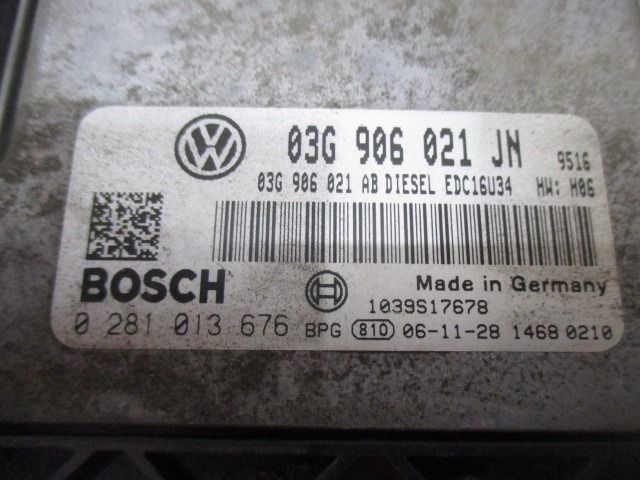 03G 906 021 JN 9516
03G 906 021 AB DIESEL EDC16U34 HW: H06
BOSCH
Made in Germany
1039S17678
0 281 013 676 BPG 810 06-11-28 1468 0210